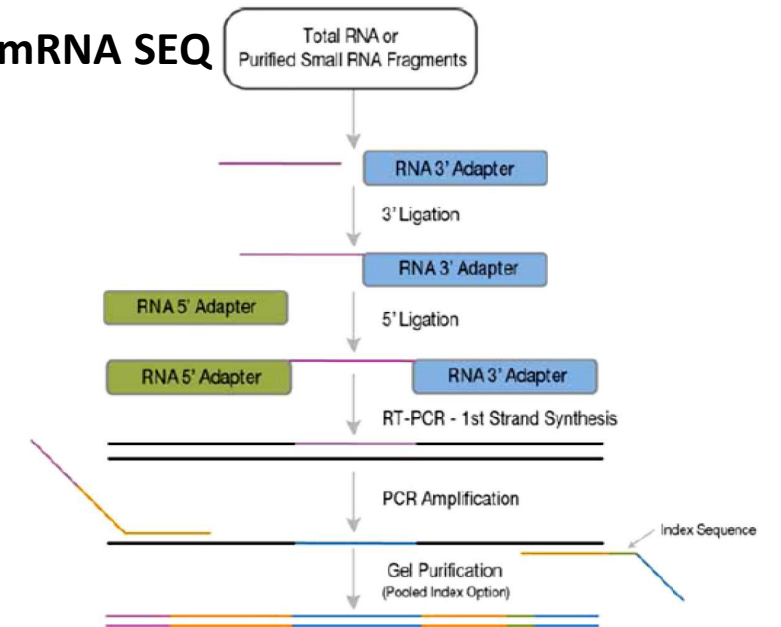 mRNA SEQ
Total RNA or
Purified Small RNA Fragments
RNA 3' Adapter
3' Ligation
RNA 3' Adapter
RNA 5' Adapter
5' Ligation
RNA 5' Adapter
RNA 3' Adapter
RT-PCR - 1st Strand Synthesis
PCR Amplification
Index Sequence
Gel Purification
(Pooled Index Option)